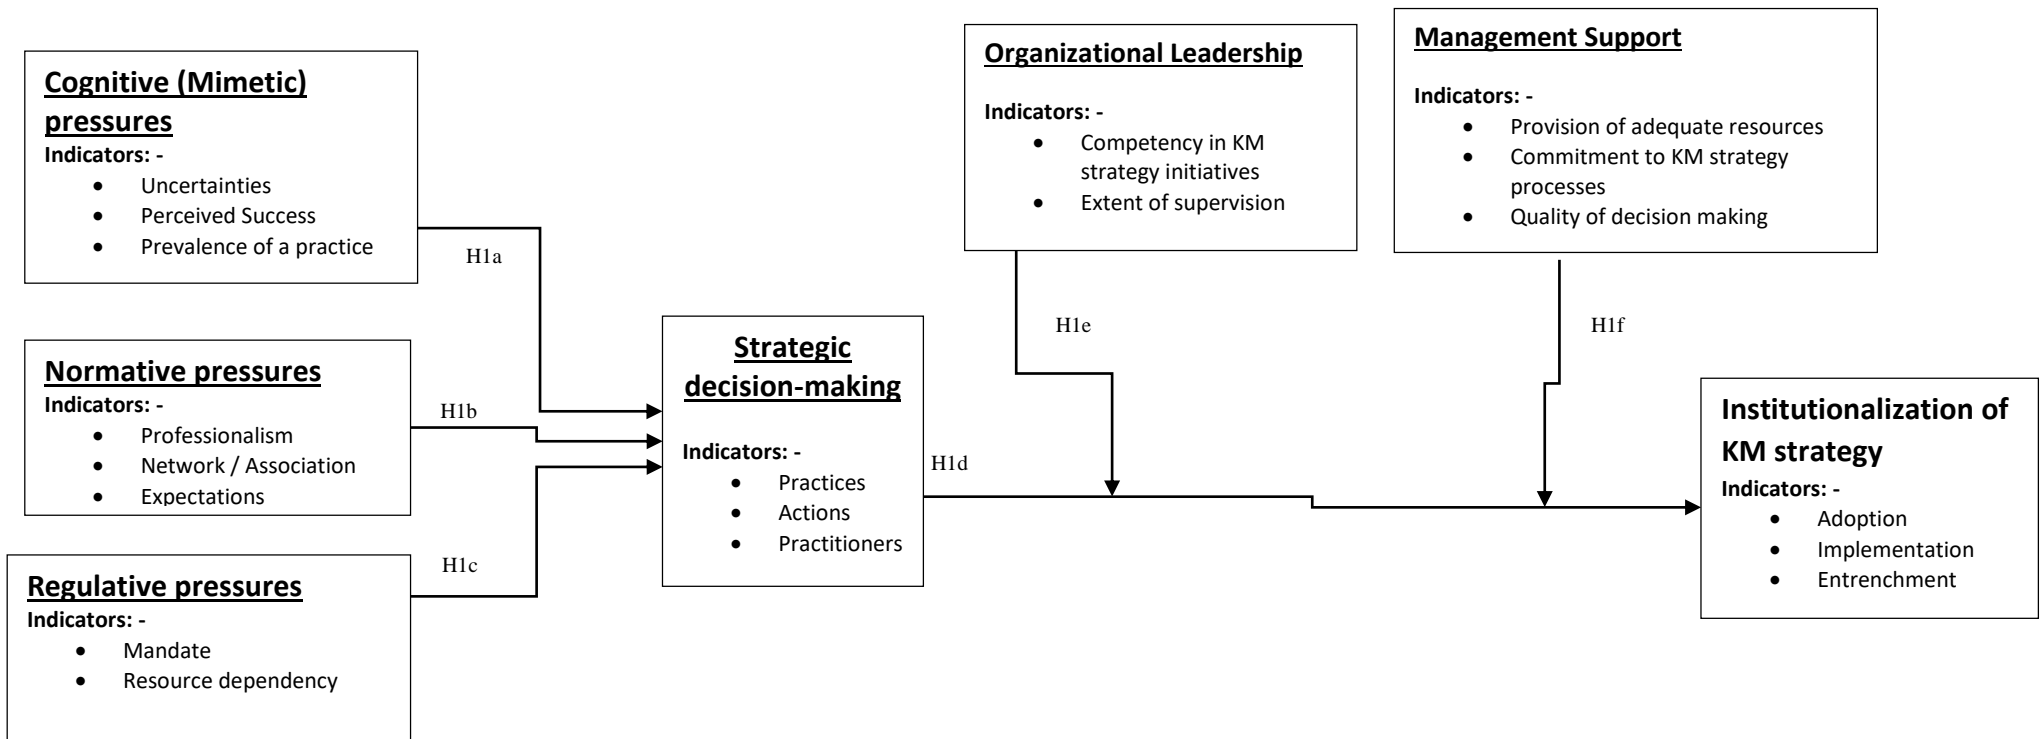 Cognitive (Mimetic)
pressures
Indicators: -
• Uncertainties
• Perceived Success
• Prevalence of a practice
H1a
Normative pressures
Indicators: -
• Professionalism
• Network / Association
• Expectations
H1b
Regulative pressures
Indicators: -
• Mandate
• Resource dependency
H1c
Strategic
decision-making
Indicators: -
• Practices
• Actions
• Practitioners
H1d
Organizational Leadership
Indicators: -
• Competency in KM
strategy initiatives
• Extent of supervision
H1e
Management Support
Indicators: -
• Provision of adequate resources
• Commitment to KM strategy
processes
• Quality of decision making
H1f
Institutionalization of
KM strategy
Indicators: -
• Adoption
• Implementation
• Entrenchment